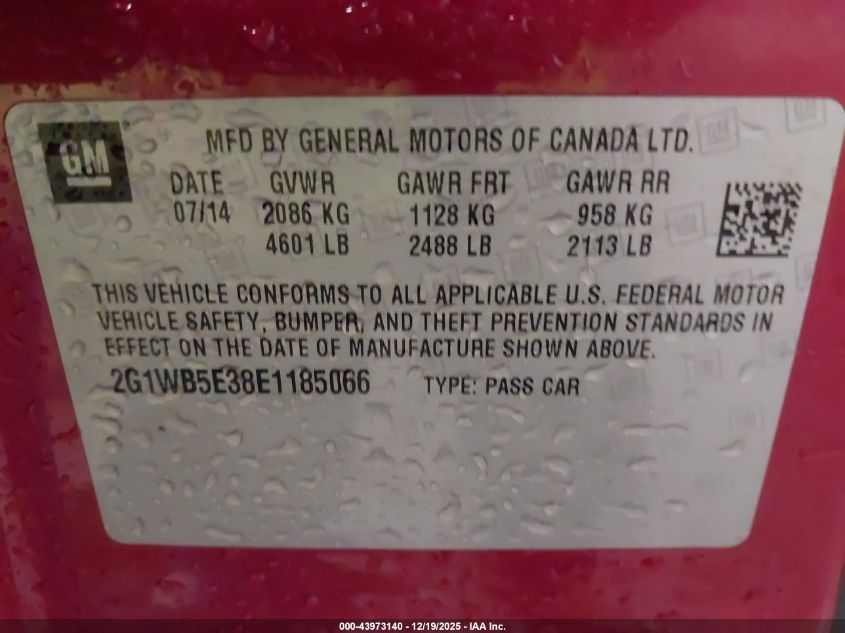 GM
MFD BY GENERAL MOTORS OF CANADA LTD.
DATE GVWR GAWR FRT GAWR RR
07/14 2086 KG 1128 KG 958 KG
4601 LB 2488 LB 2113 LB
THIS VEHICLE CONFORMS TO ALL APPLICABLE U.S. FEDERAL MOTOR
VEHICLE SAFETY, BUMPER, AND THEFT PREVENTION STANDARDS IN
EFFECT ON THE DATE OF MANUFACTURE SHOWN ABOVE.
2G1WB5E38E1185066 TYPE: PASS CAR
000-43973140 - 12/19/2025 - IAA Inc.